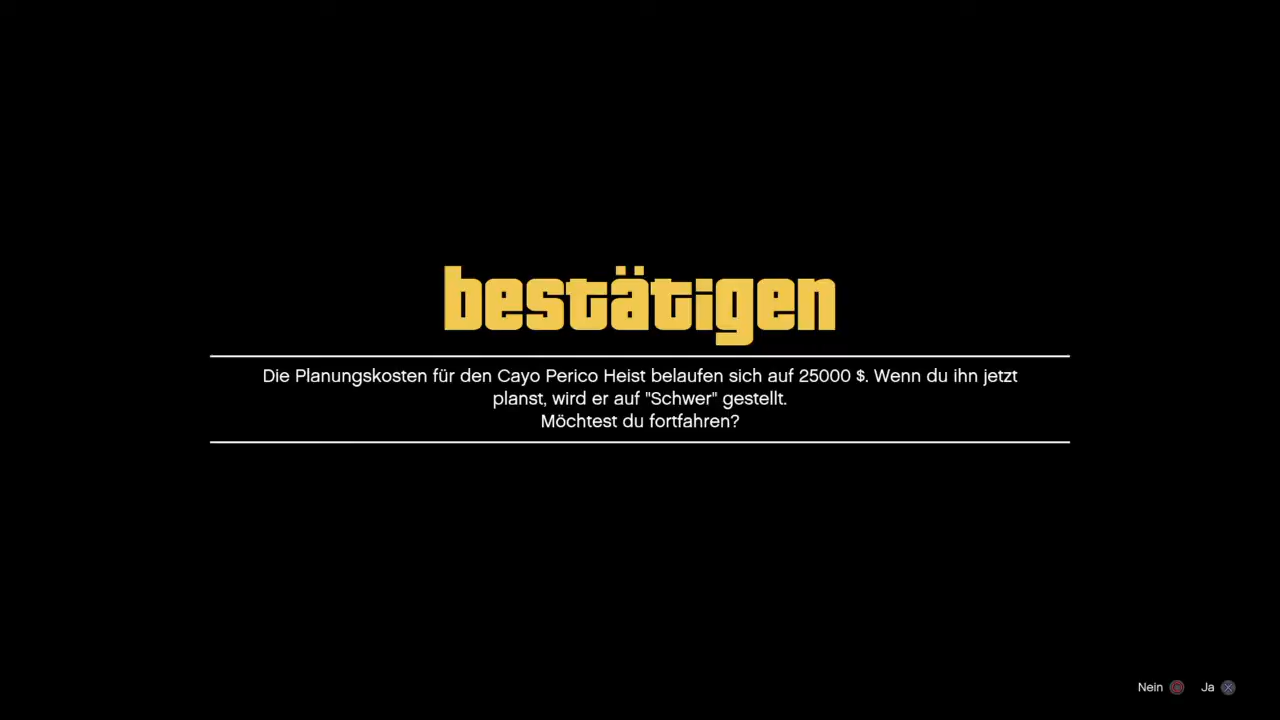 bestätigen
Die Planungskosten für den Cayo Perico Heist belaufen sich auf 25000 $. Wenn du ihn jetzt
planst, wird er auf "Schwer" gestellt.
Möchtest du fortfahren?
Nein Ja